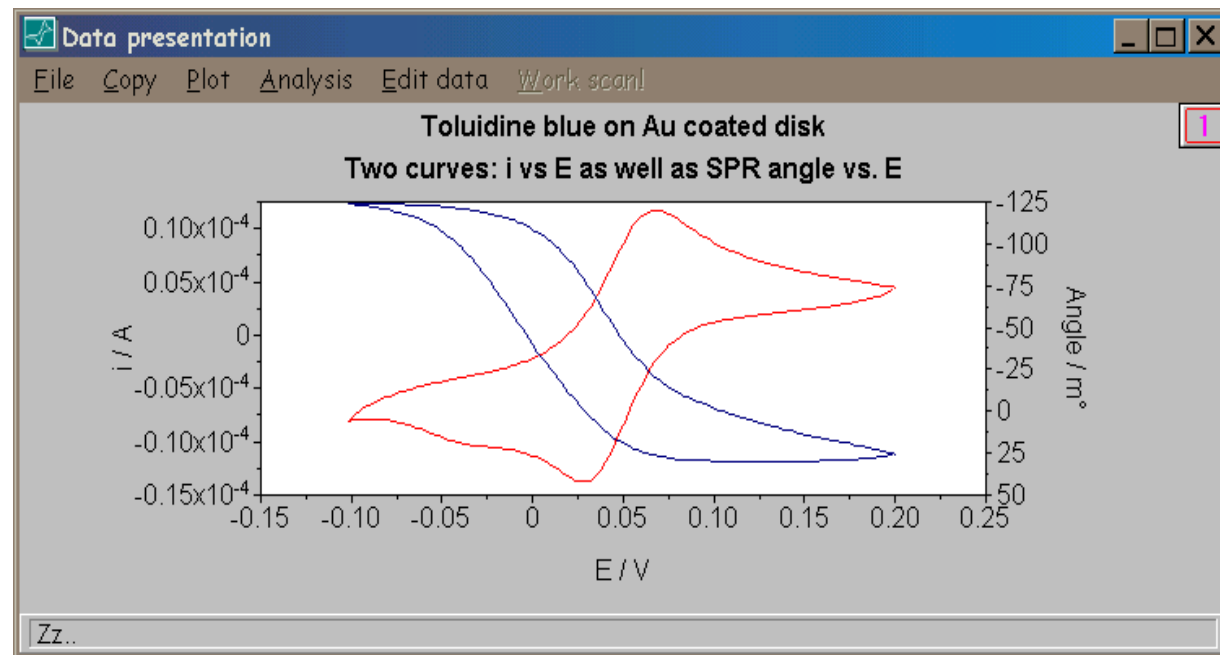 Data presentation
File Copy Plot Analysis Edit data Work scan!
Toluidine blue on Au coated disk
1
Two curves: i vs E as well as SPR angle vs. E
0.10x10-4
0.05x10-4
0
-0.05x10-4
-0.10x10-4
-0.15x10-4
i / A
-125
-100
-75
-50
-25
0
25
50
Angle / m°
-0.15 -0.10 -0.05 0 0.05 0.10 0.15 0.20 0.25
E / V
Zz..